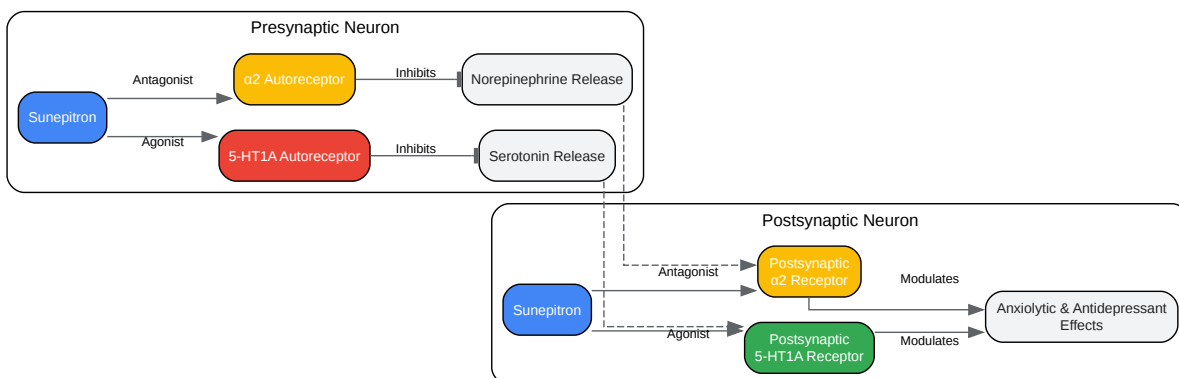 Presynaptic Neuron
Antagonist
α2 Autoreceptor
Inhibits
Norepinephrine Release
Sunepitron
Agonist
5-HT1A Autoreceptor
Inhibits
Serotonin Release
Postsynaptic Neuron
Antagonist
Postsynaptic
α2 Receptor
Modulates
Sunepitron
Agonist
Postsynaptic
5-HT1A Receptor
Modulates
Anxiolytic & Antidepressant
Effects